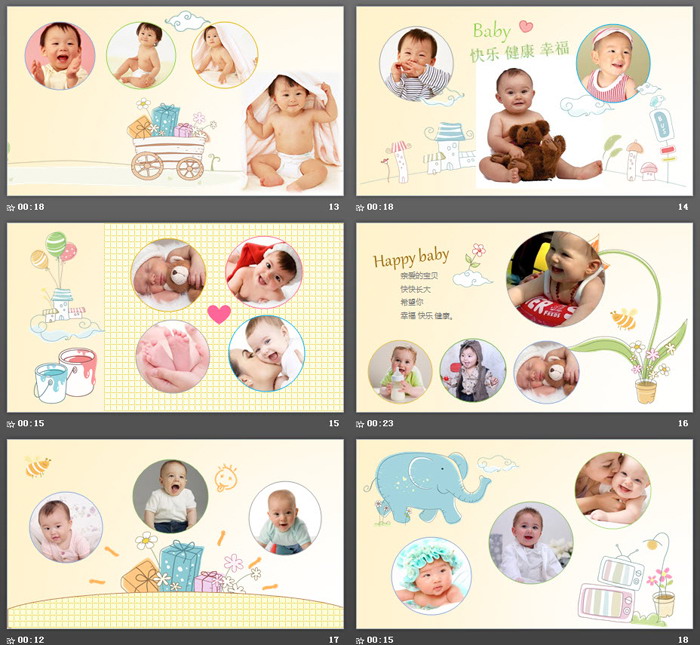 00:18
13
Baby
快乐 健康 幸福
00:18
14
00:15
15
Happy baby
亲爱的宝贝
快快长大
希望你
幸福 快乐 健康。
00:23
16
00:12
17
00:15
18